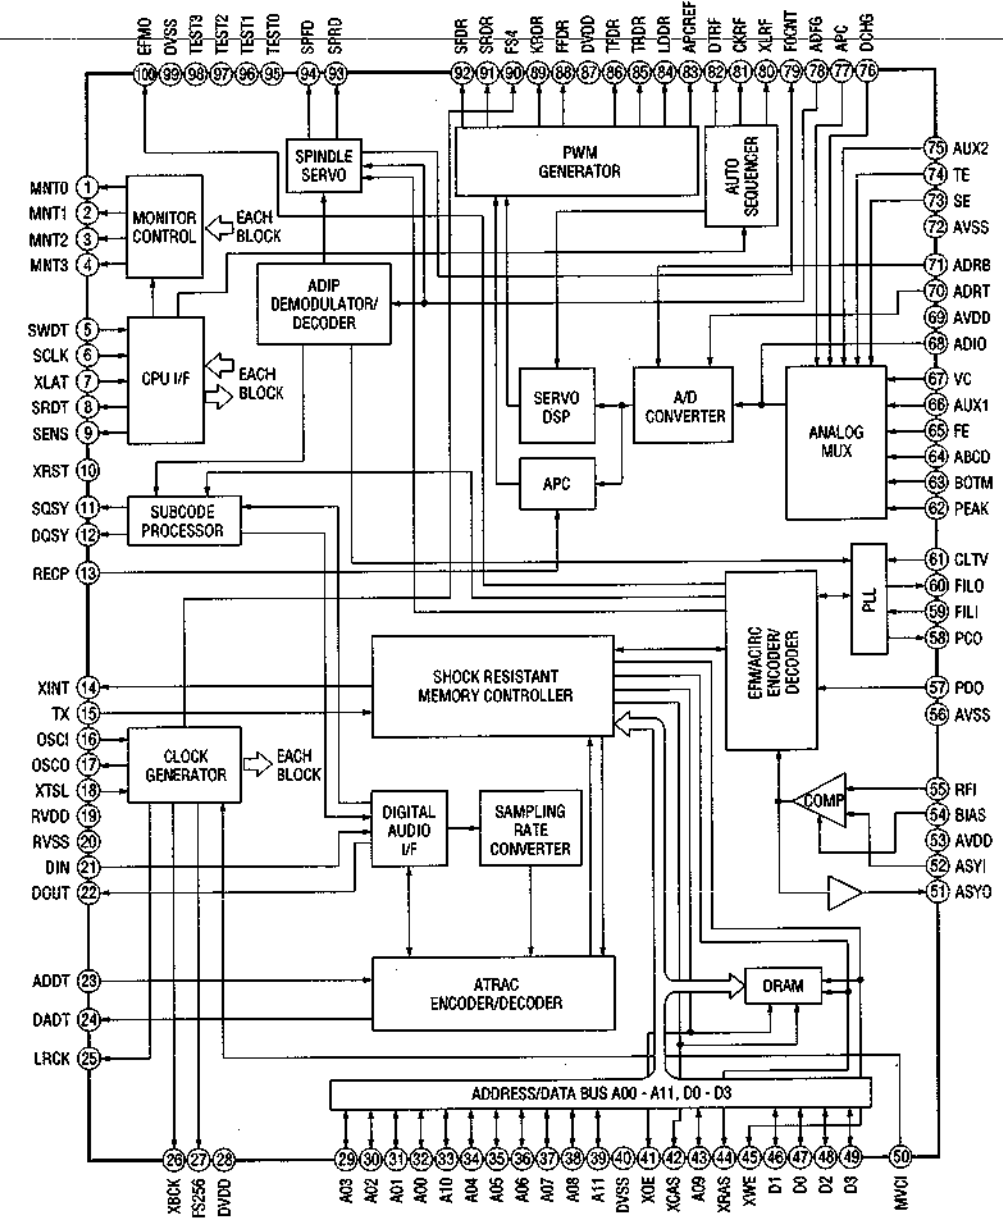 EFMO
DVSS
TEST3
TEST2
TEST1
TEST0
SPFD
SPRD
SFDR
SRDR
FS4
KRDR
FFDR
DVDD
TFDR
TRDR
LDDR
APCREF
DTRF
CKRF
XLRF
FOCNT
ADFG
APC
DCHG
100 99 98 97 96 95 94 93 92 91 90 89 88 87 86 85 84 83 82 81 80 79 78 77 76
MNT0 1
MNT1 2
MNT2 3
MNT3 4
SWDT 5
SCLK 6
XLAT 7
SRDT 8
SENS 9
XRST 10
SQSY 11
DQSY 12
RECP 13
XINT 14
TX 15
OSCI 16
OSCO 17
XTSL 18
RVDD 19
RVSS 20
DIN 21
DOUT 22
ADDT 23
DADT 24
LRCK 25
MONITOR
CONTROL
EACH
BLOCK
CPU I/F
EACH
BLOCK
SPINDLE
SERVO
ADIP
DEMODULATOR/
DECODER
PWM
GENERATOR
AUTO
SEQUENCER
SERVO
DSP
A/D
CONVERTER
ANALOG
MUX
APC
SUBCODE
PROCESSOR
PLL
EFM/ACIRC
ENCODER/
DECODER
SHOCK RESISTANT
MEMORY CONTROLLER
CLOCK
GENERATOR
EACH
BLOCK
DIGITAL
AUDIO
I/F
SAMPLING
RATE
CONVERTER
COMP
ATRAC
ENCODER/DECODER
DRAM
ADDRESS/DATA BUS A00 - A11, D0 - D3
75 AUX2
74 TE
73 SE
72 AVSS
71 ADRB
70 ADRT
69 AVDD
68 ADIO
67 VC
66 AUX1
65 FE
64 ABCD
63 BOTM
62 PEAK
61 CLTV
60 FILO
59 FILI
58 PCO
57 PDO
56 AVSS
55 RFI
54 BIAS
53 AVDD
52 ASYI
51 ASYO
26 27 28 29 30 31 32 33 34 35 36 37 38 39 40 41 42 43 44 45 46 47 48 49 50
XBCK
FS256
DVDD
A03
A02
A01
A00
A10
A04
A05
A06
A07
A08
A11
DVSS
XOE
XCAS
A09
XRAS
XWE
D1
D0
D2
D3
MVCI